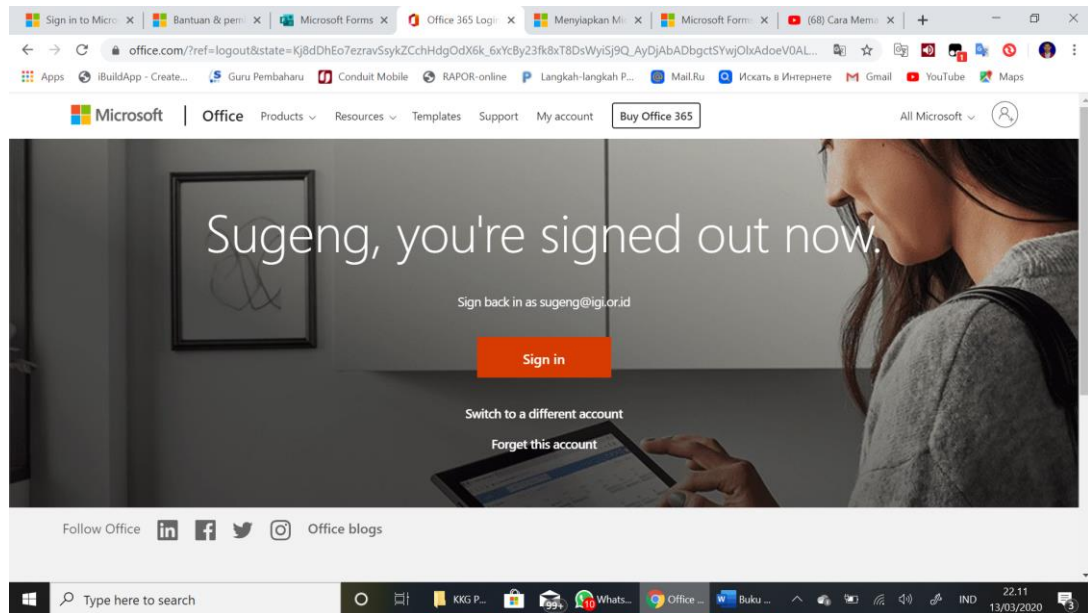 Sign in to Micro
Bantuan & pemi
Microsoft Forms
Office 365 Login
Menyiapkan Mi
Microsoft Form
(68) Cara Mema
office.com/?ref=logout&state=Kj8dDhEo7ezravSsykZCchHdgOdX6k_6xYcBy23fk8xT8DsWyiSj9Q_AyDjAbADbgctSYwjOlxAdoeV0AL...
Apps iBuildApp - Create... Guru Pembaharu Conduit Mobile RAPOR-online Langkah-langkah P... Mail.Ru Искать в Интернете Gmail YouTube Maps
Microsoft Office Products Resources Templates Support My account Buy Office 365 All Microsoft
Sugeng, you're signed out now.
Sign back in as sugeng@igi.or.id
Sign in
Switch to a different account
Forget this account
Follow Office Office blogs
Type here to search KKG P... 99+ 10 Whats... Office ... Buku ... IND 22.11
13/03/2020